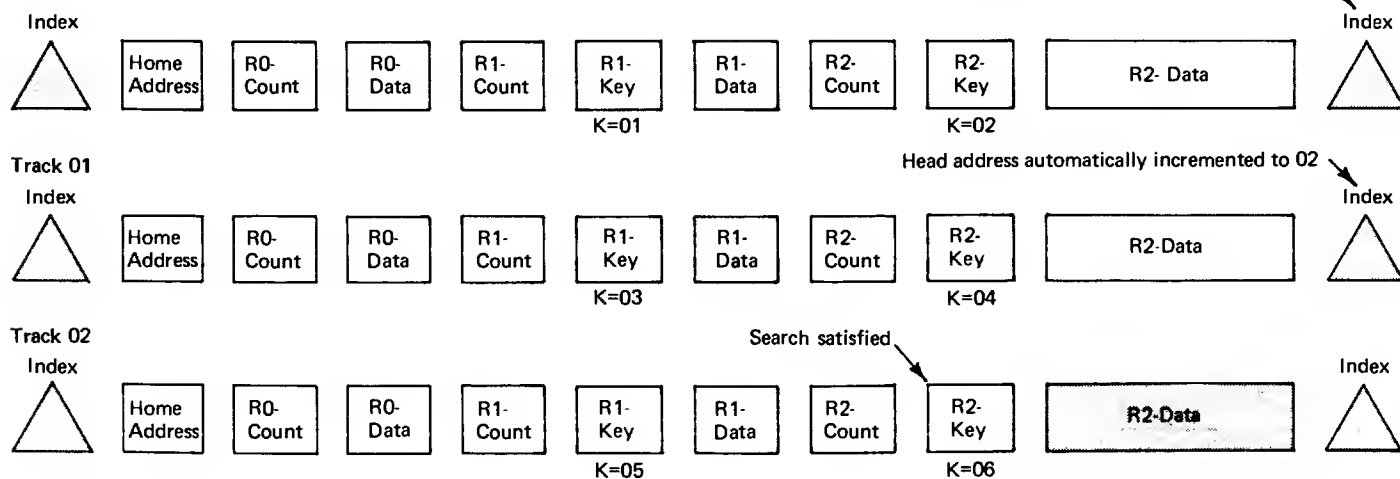 Index
Index
Home Address
R0- Count
R0- Data
R1- Count
R1- Key
R1- Data
R2- Count
R2- Key
R2- Data
K=01
K=02
Track 01
Head address automatically incremented to 02
Index
Index
Home Address
R0- Count
R0- Data
R1- Count
R1- Key
R1- Data
R2- Count
R2- Key
R2-Data
K=03
K=04
Track 02
Search satisfied
Index
Index
Home Address
R0- Count
R0- Data
R1- Count
R1- Key
R1- Data
R2- Count
R2- Key
R2-Data
K=05
K=06